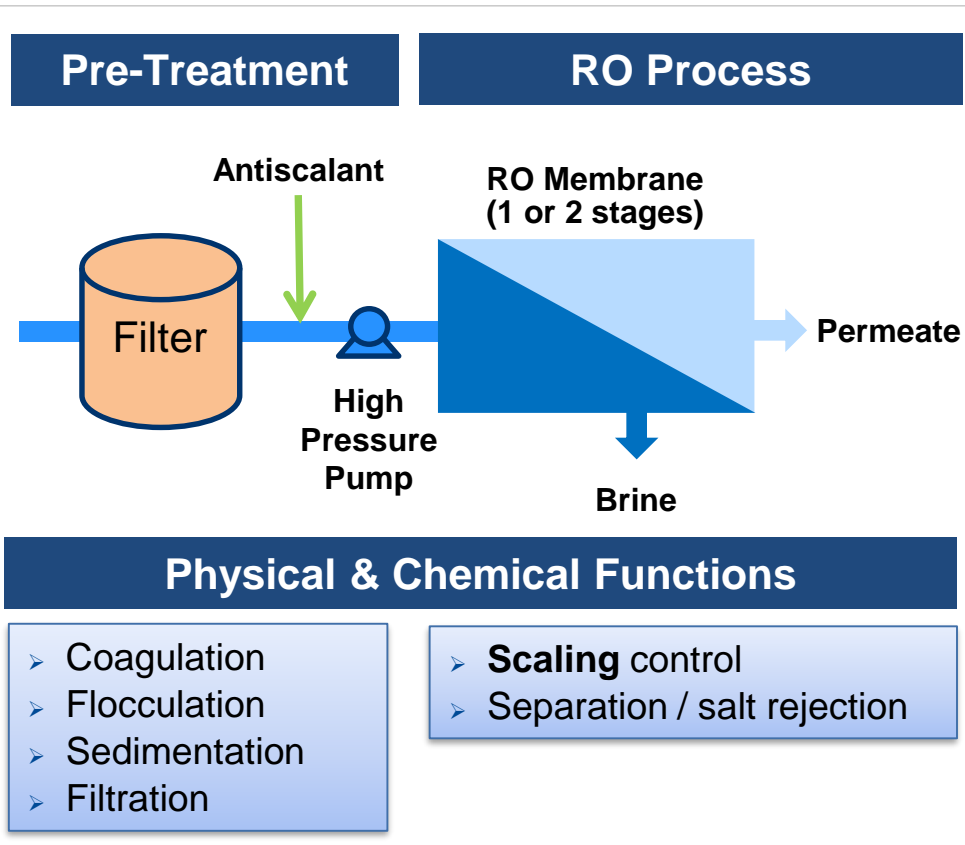 Pre-Treatment
RO Process
Antiscalant
RO Membrane
(1 or 2 stages)
Filter
Permeate
High
Pressure
Pump
Brine
Physical & Chemical Functions
Coagulation
Flocculation
Sedimentation
Filtration
Scaling control
Separation / salt rejection